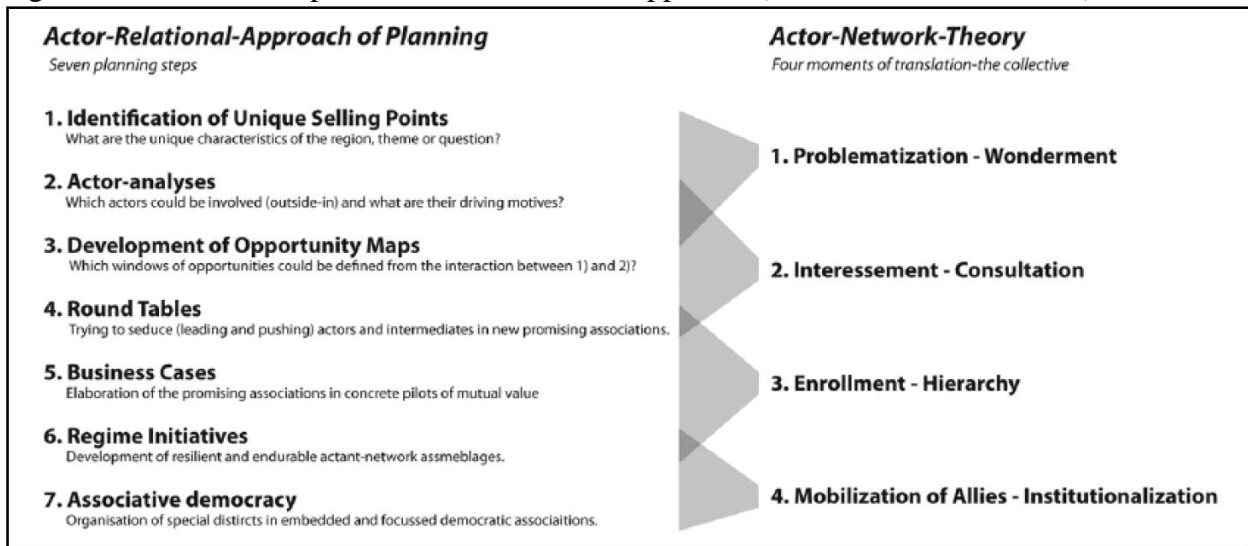 Actor-Relational-Approach of Planning
Seven planning steps
1. Identification of Unique Selling Points
What are the unique characteristics of the region, theme or question?
2. Actor-analyses
Which actors could be involved (outside-in) and what are their driving motives?
3. Development of Opportunity Maps
Which windows of opportunities could be defined from the interaction between 1) and 2)?
4. Round Tables
Trying to seduce (leading and pushing) actors and intermediates in new promising associations.
5. Business Cases
Elaboration of the promising associations in concrete pilots of mutual value
6. Regime Initiatives
Development of resilient and endurable actant-network assmeblages.
7. Associative democracy
Organisation of special distircts in embedded and focussed democratic associaitions.
Actor-Network-Theory
Four moments of translation-the collective
1. Problematization - Wonderment
2. Interessement - Consultation
3. Enrollment - Hierarchy
4. Mobilization of Allies - Institutionalization